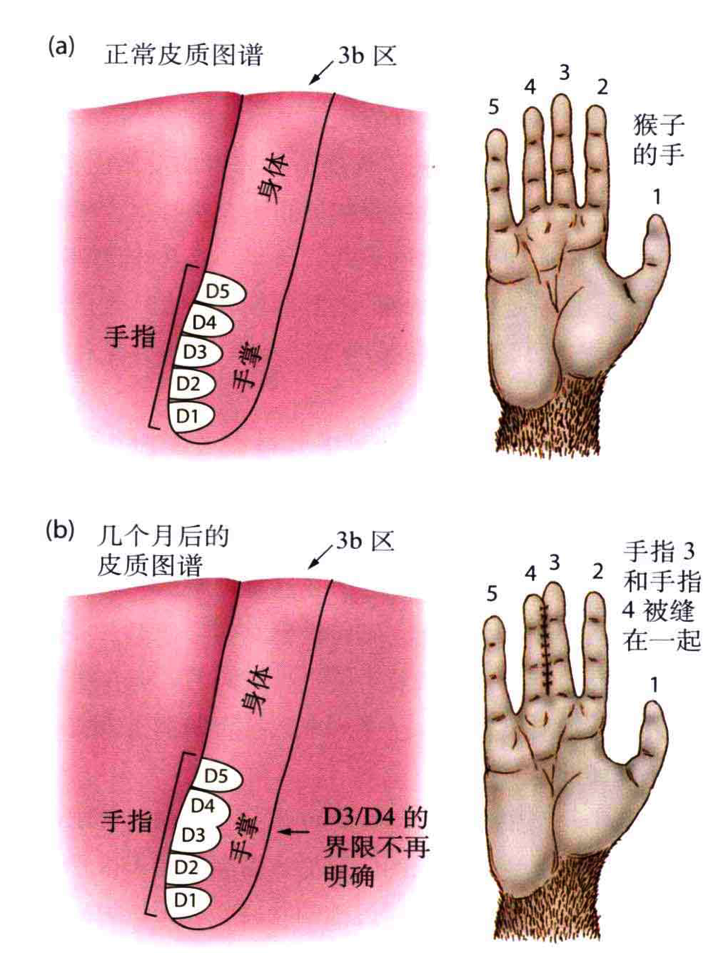 (a) 正常皮质图谱
3b 区
身体
手指
D5
D4
D3
D2
D1
手掌
5
4
3
2
1
猴子
的手
(b) 几个月后的
皮质图谱
3b 区
身体
手指
D5
D4
D3
D2
D1
手掌
D3/D4 的
界限不再
明确
5
4
3
2
1
手指 3
和手指
4 被缝
在一起